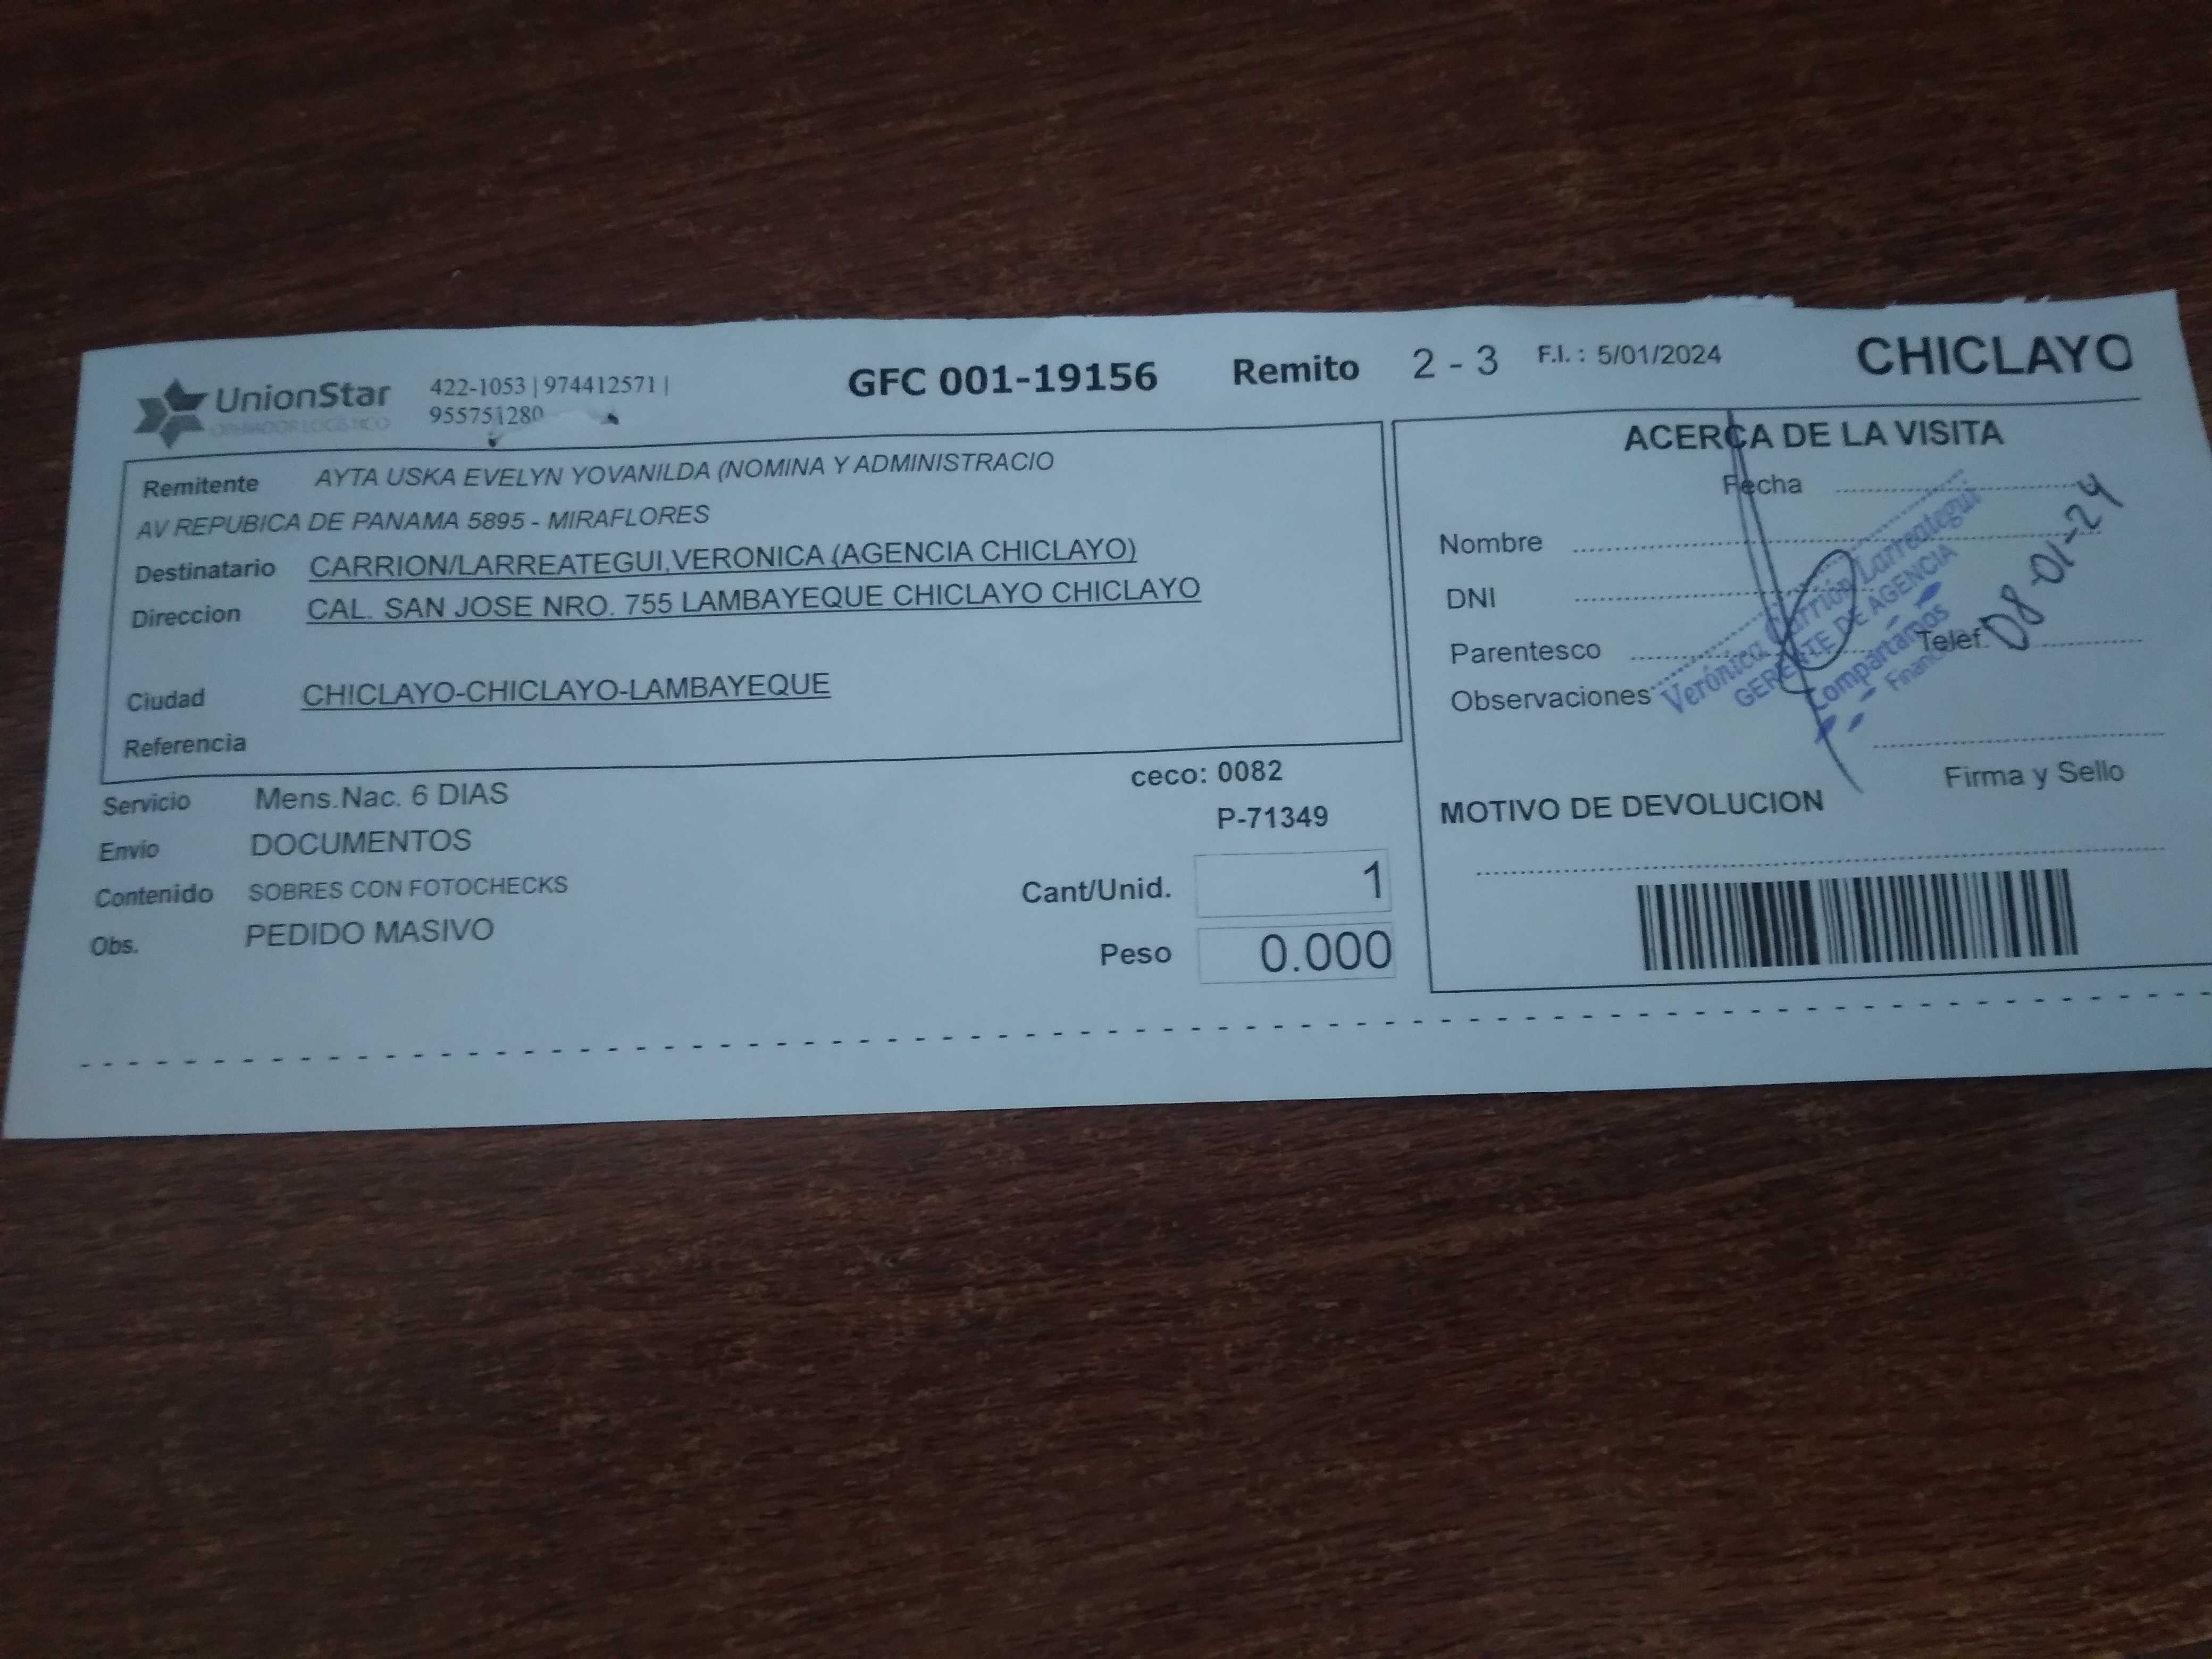 UnionStar
OPERADOR LOGISTICO
422-1053 | 974412571 |
955751280
GFC 001-19156 Remito 2 - 3 F.I. : 5/01/2024 CHICLAYO
Remitente AYTA USKA EVELYN YOVANILDA (NOMINA Y ADMINISTRACIO
AV REPUBICA DE PANAMA 5895 - MIRAFLORES
Destinatario CARRION/LARREATEGUI,VERONICA (AGENCIA CHICLAYO)
Direccion CAL. SAN JOSE NRO. 755 LAMBAYEQUE CHICLAYO CHICLAYO
Ciudad CHICLAYO-CHICLAYO-LAMBAYEQUE
Referencia
Servicio Mens.Nac. 6 DIAS
Envio DOCUMENTOS
Contenido SOBRES CON FOTOCHECKS
Obs. PEDIDO MASIVO
ceco: 0082
P-71349
Cant/Unid. 1
Peso 0.000
ACERCA DE LA VISITA
Fecha
Nombre
DNI
Parentesco
Telef.
Observaciones
Verónica Carrión Larreategui
GERENTE DE AGENCIA
Compartamos
08-01-24
Firma y Sello
MOTIVO DE DEVOLUCION